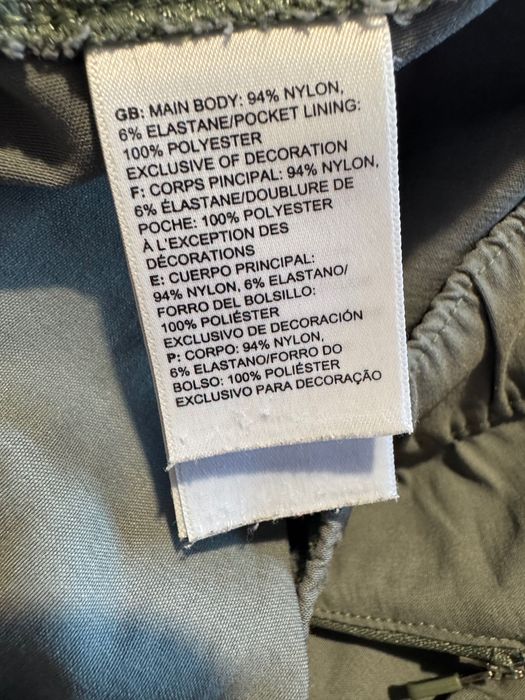 GB: MAIN BODY: 94% NYLON,
6% ELASTANE/POCKET LINING:
100% POLYESTER
EXCLUSIVE OF DECORATION
F: CORPS PINCIPAL: 94% NYLON,
6% ÉLASTANE/DOUBLURE DE
POCHE: 100% POLYESTER
À L'EXCEPTION DES
DÉCORATIONS
E: CUERPO PRINCIPAL:
94% NYLON, 6% ELASTANO/
FORRO DEL BOLSILLO:
100% POLIÉSTER
EXCLUSIVO DE DECORACIÓN
P: CORPO: 94% NYLON,
6% ELASTANO/FORRO DO
BOLSO: 100% POLIÉSTER
EXCLUSIVO PARA DECORAÇÃO